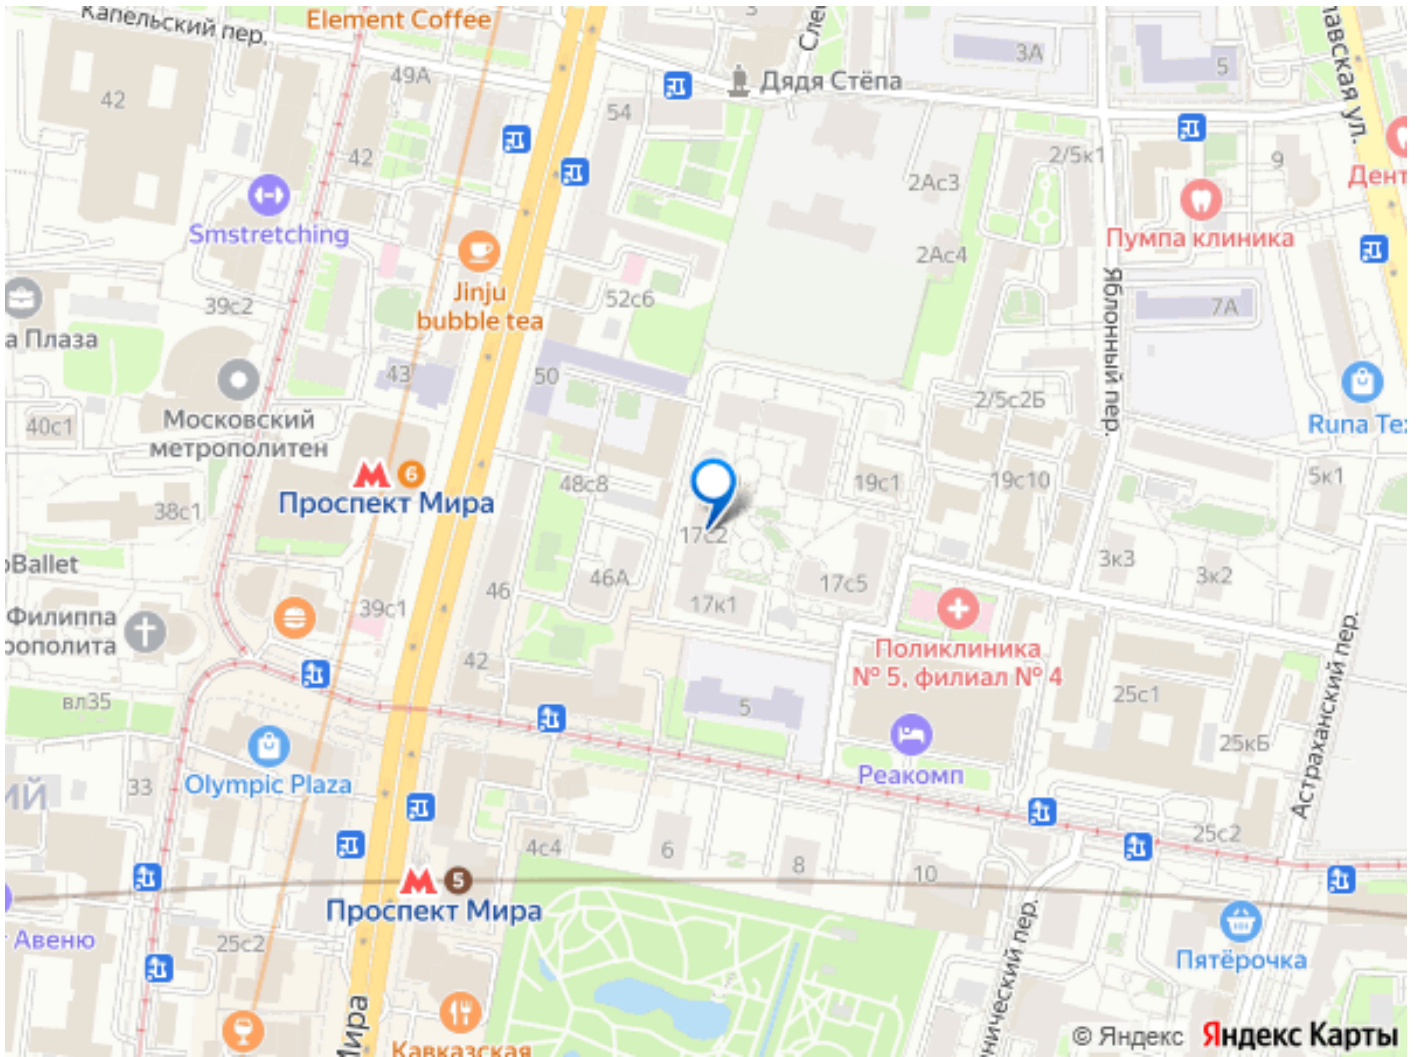 Капельский пер.
Element Coffee
3
3А
5
49А
42
54
Дядя Стёпа
42
2/5к1
9
Дент
2Ас3
Smstretching
Пумпа клиника
2Ас4
Jinju
bubble tea
39с2
52с6
7А
Яблонный пер.
а Плаза
43
50
Московский
метрополитен
40с1
2/5с2Б
Runa Te
6
Проспект Мира
48с8
19с1
19с10
5к1
38с1
17с2
oBallet
46А
17с5
3к3
3к2
46
17к1
39с1
Филиппа
Поликлиника
№ 5, филиал № 4
42
25с1
вл35
5
25кБ
Астраханский пер.
Olympic Plaza
33
Реакомп
4с4
6
8
10
25с2
5
Проспект Мира
Авеню
25с2
Пятёрочка
Мира
Кавказская
© Яндекс
Яндекс Карты